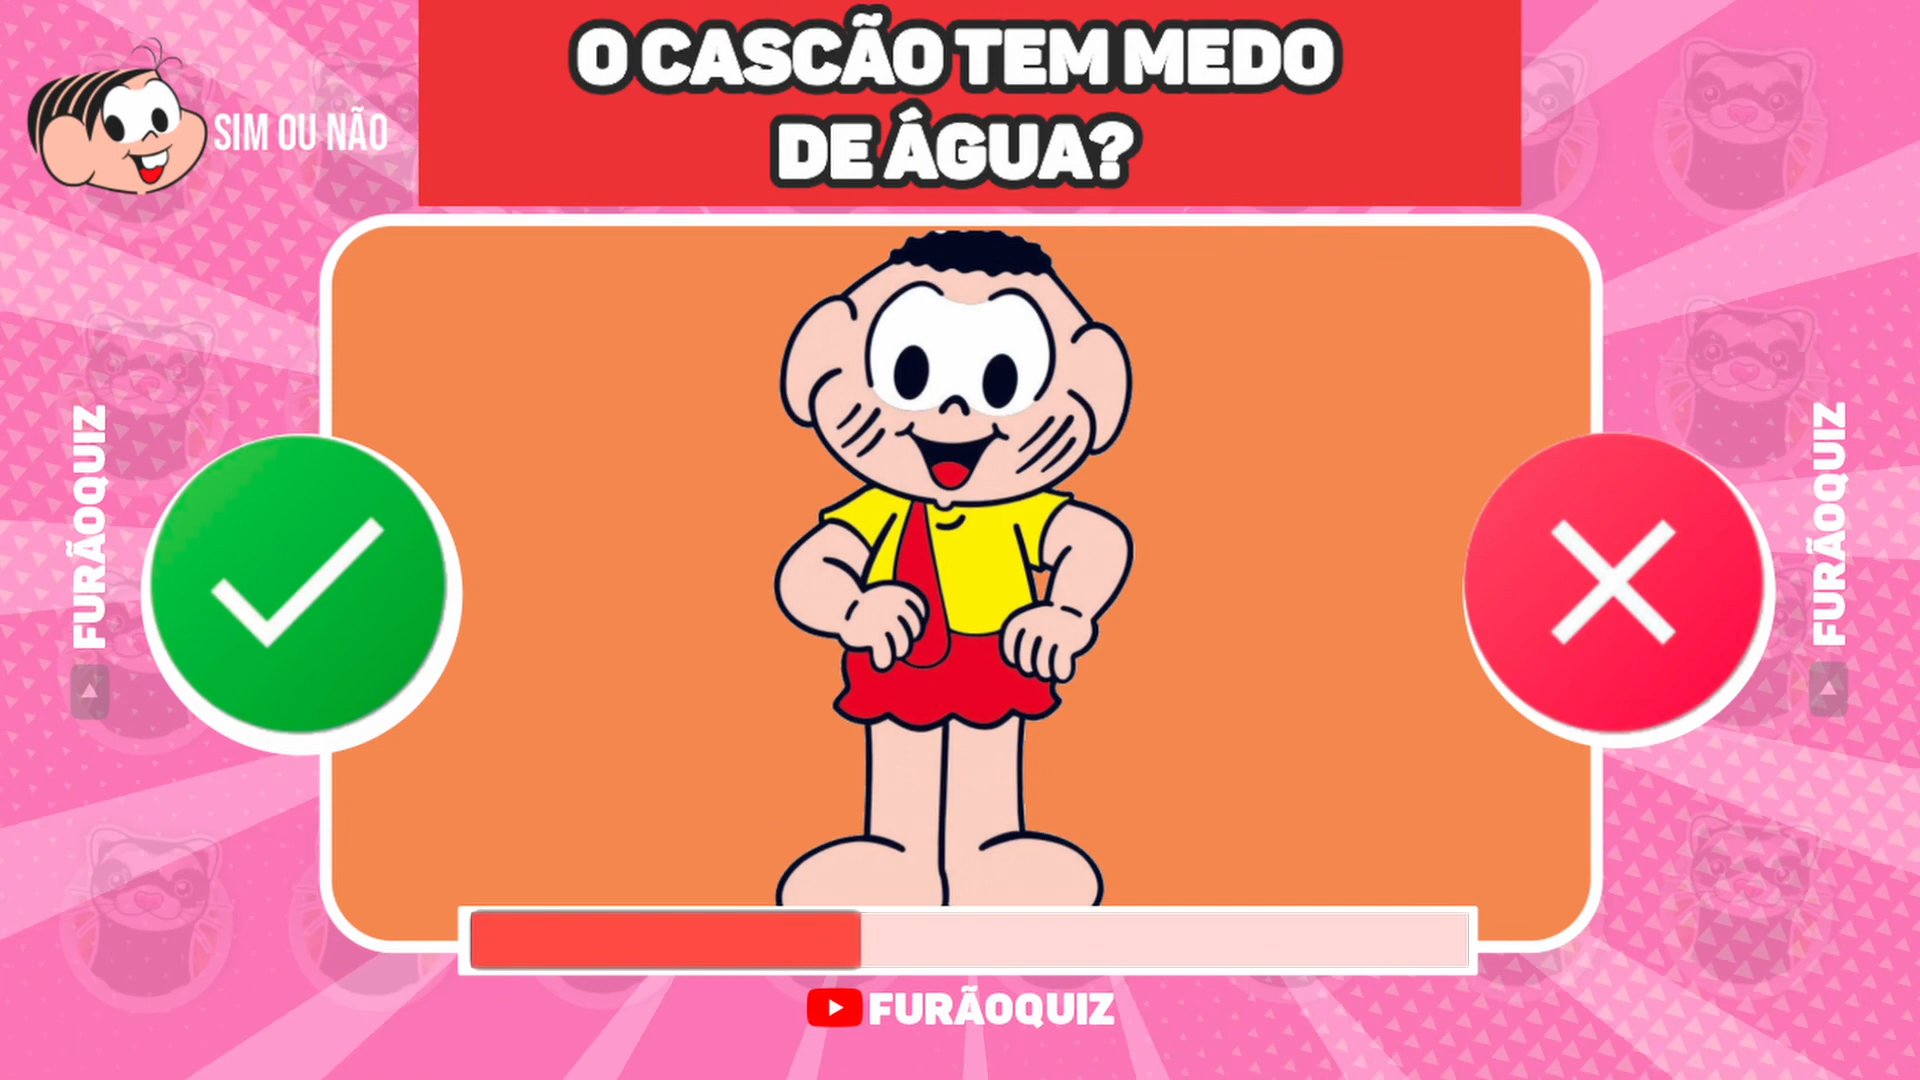 O CASCÃO TEM MEDO
DE ÁGUA?
SIM OU NÃO
FURÃOQUIZ
FURÃOQUIZ
FURÃOQUIZ